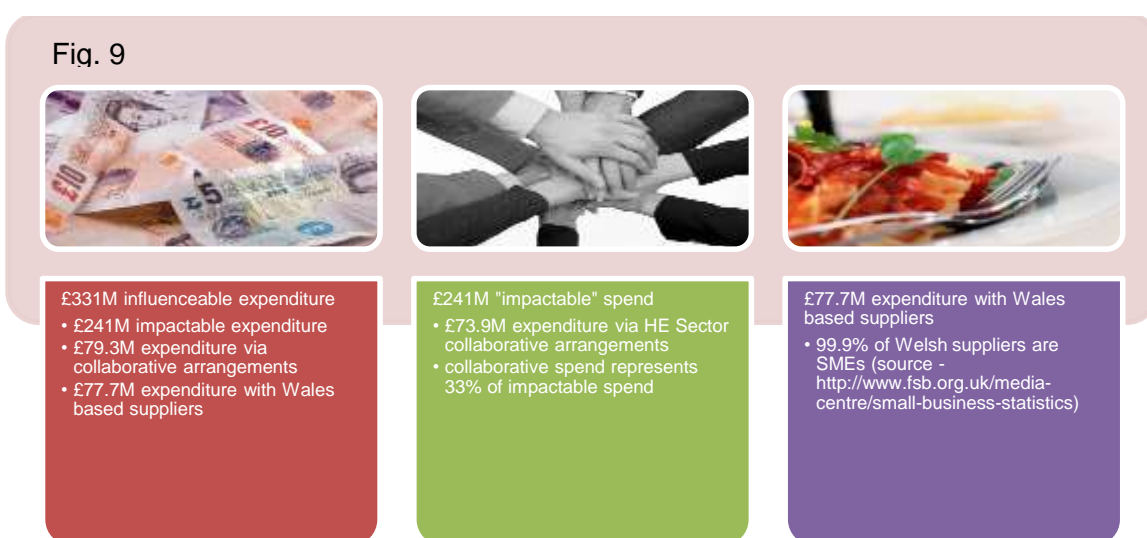 Fig. 9
£10
£10
5
£331M influenceable expenditure
• £241M impactable expenditure
• £79.3M expenditure via
collaborative arrangements
• £77.7M expenditure with Wales
based suppliers
£241M "impactable" spend
• £73.9M expenditure via HE Sector
collaborative arrangements
• collaborative spend represents
33% of impactable spend
£77.7M expenditure with Wales
based suppliers
• 99.9% of Welsh suppliers are
SMEs (source -
http://www.fsb.org.uk/media-
centre/small-business-statistics)